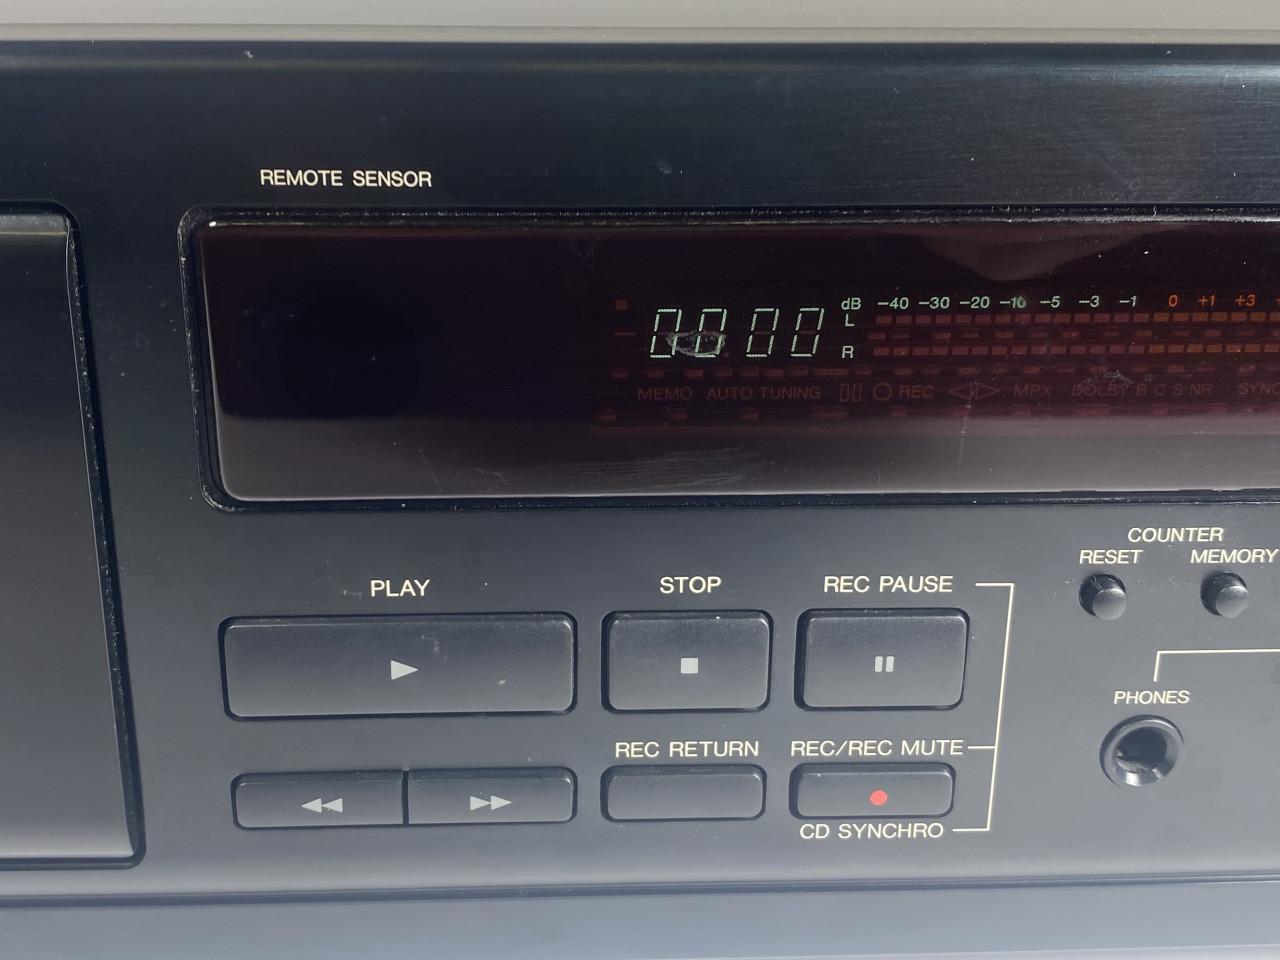 REMOTE SENSOR
0000
dB -40 -30 -20 -10 -5 -3 -1 0 +1 +3
L
R
MEMO AUTO TUNING REC MPX DOLBY B C S NR
COUNTER
RESET MEMORY
PLAY STOP REC PAUSE
PHONES
REC RETURN REC/REC MUTE
CD SYNCHRO